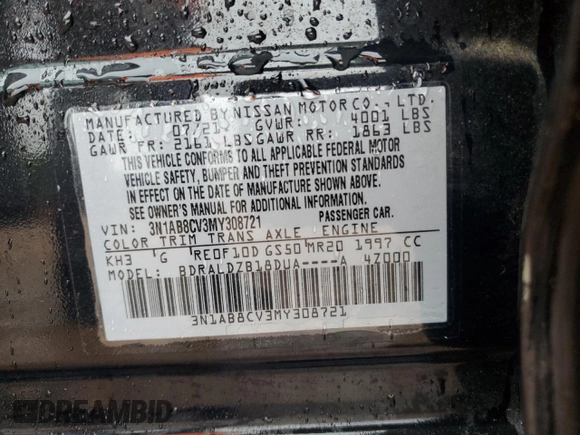 MANUFACTURED BY NISSAN MOTOR CO., LTD.
DATE: 07/21 GVWR: 4001 LBS
GAWR FR: 2161 LBS GAWR RR: 1863 LBS
THIS VEHICLE CONFORMS TO ALL APPLICABLE FEDERAL MOTOR
VEHICLE SAFETY, BUMPER AND THEFT PREVENTION STANDARDS
IN EFFECT ON THE DATE OF MANUFACTURE SHOWN ABOVE.
SEE OWNER'S MANUAL FOR ADDITIONAL INFORMATION.
VIN: 3N1AB8CV3MY308721 PASSENGER CAR.
COLOR TRIM TRANS AXLE ENGINE
KH3 G RE0F10D GS50 MR20 1997 CC
MODEL: BDRALDZB18DUA----A 47000
3N1AB8CV3MY308721
DREAMBID